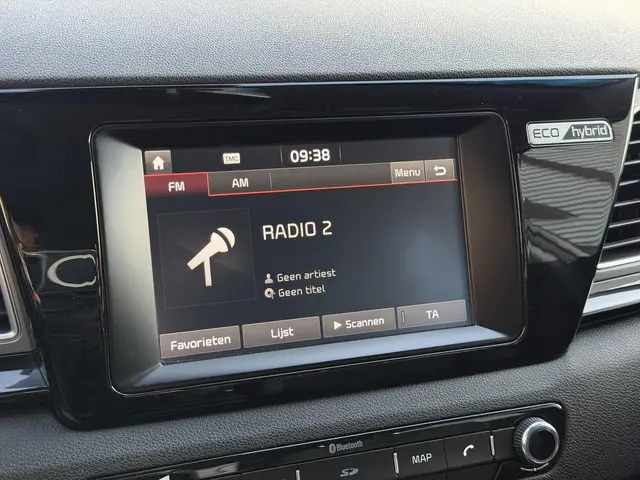 TMC 09:38
FM AM Menu
RADIO 2
Geen artiest
Geen titel
Favorieten Lijst Scannen TA
ECO hybrid
Bluetooth
SD MAP